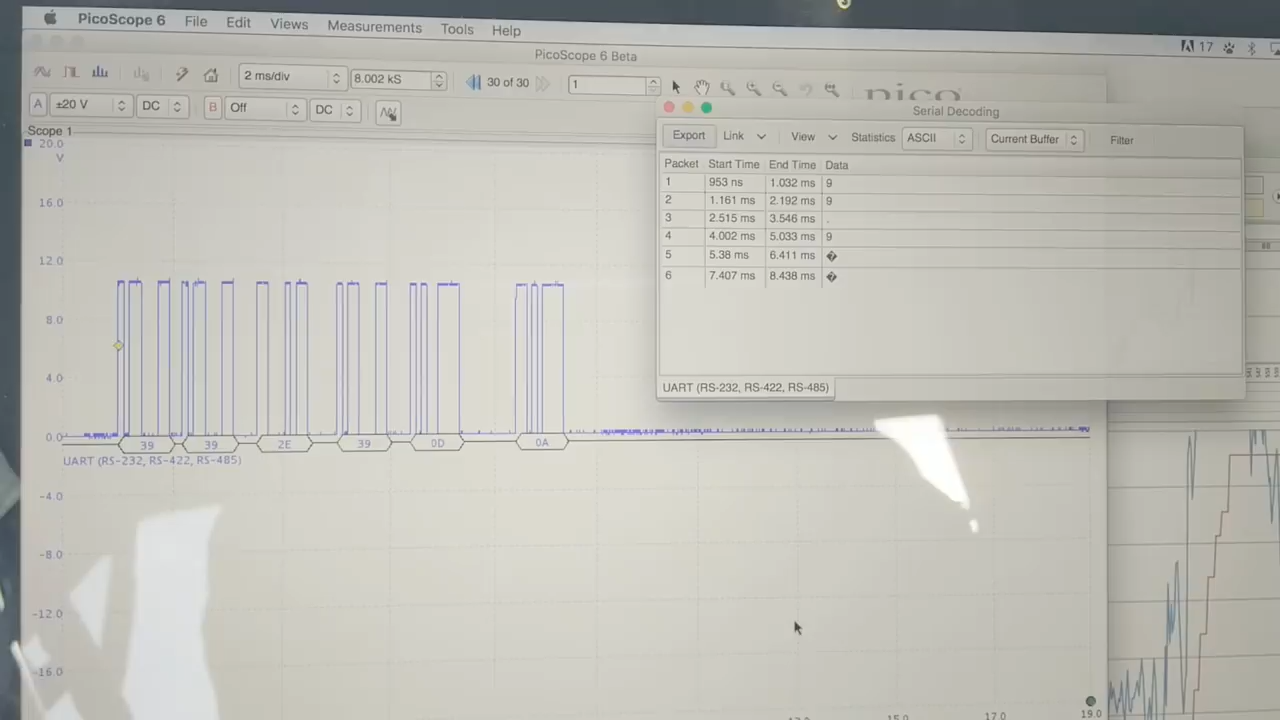 PicoScope 6 File Edit Views Measurements Tools Help
17
PicoScope 6 Beta
2 ms/div 8.002 kS 30 of 30 1
pico
A ±20 V DC B Off DC
Scope 1
20.0
V
16.0
12.0
8.0
4.0
0.0
39 39 2E 39 0D 0A
UART (RS-232, RS-422, RS-485)
-4.0
-8.0
-12.0
-16.0
15.0 17.0 19.0
Serial Decoding
Export Link View Statistics ASCII Current Buffer Filter
Packet Start Time End Time Data
1 953 ns 1.032 ms 9
2 1.161 ms 2.192 ms 9
3 2.515 ms 3.546 ms .
4 4.002 ms 5.033 ms 9
5 5.38 ms 6.411 ms �
6 7.407 ms 8.438 ms �
UART (RS-232, RS-422, RS-485)